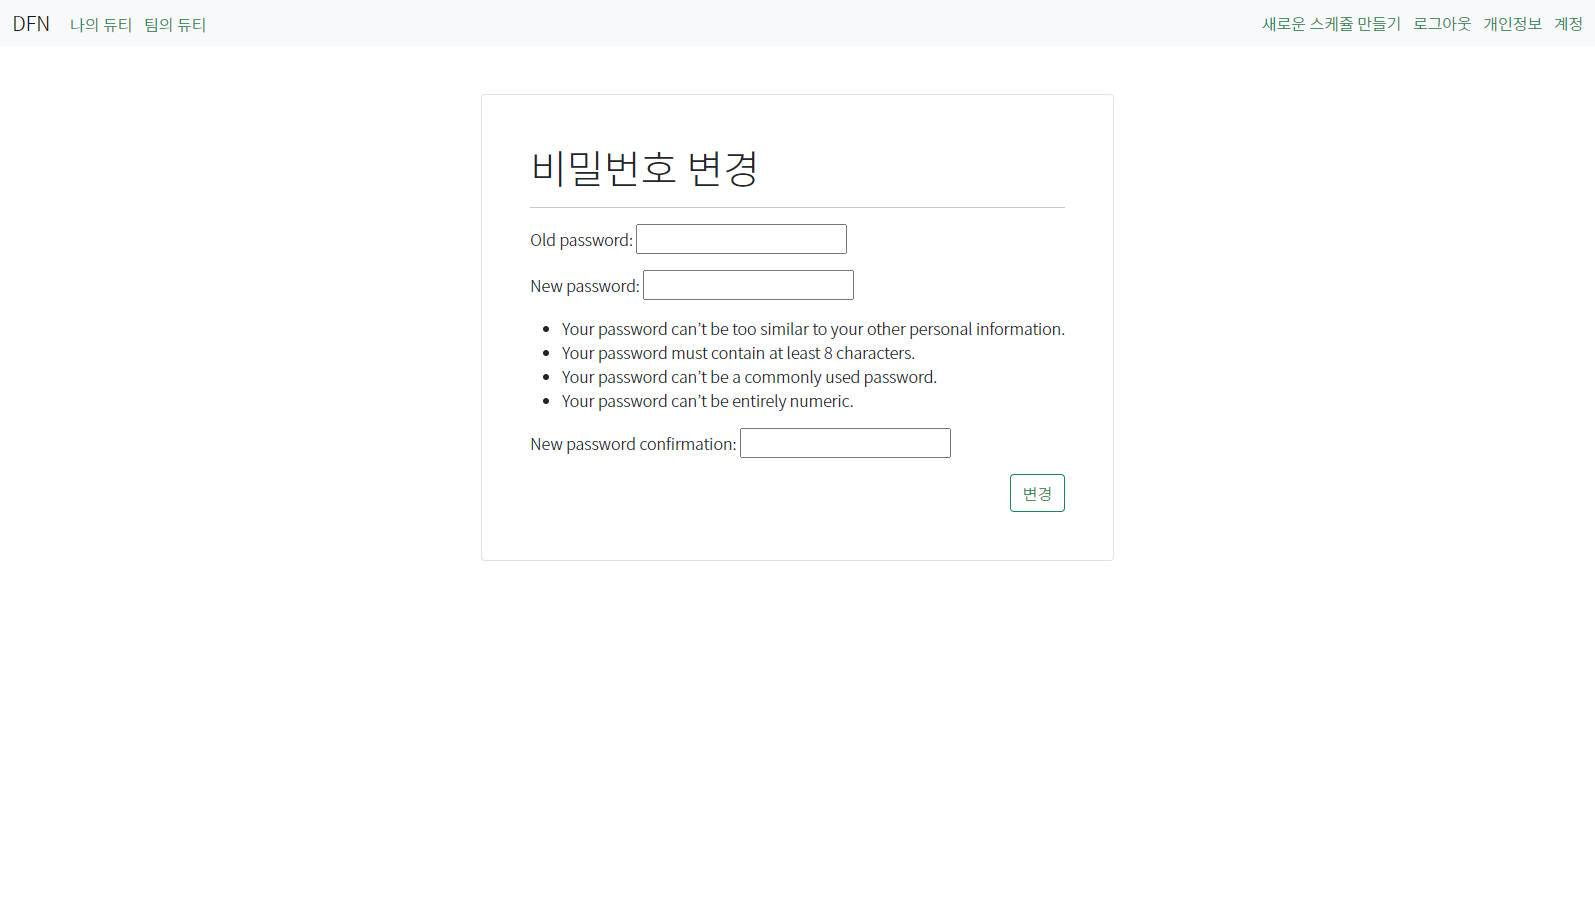 DFN 나의 듀티 팀의 듀티 새로운 스케쥴 만들기 로그아웃 개인정보 계정
비밀번호 변경
Old password:
New password:
Your password can’t be too similar to your other personal information.
Your password must contain at least 8 characters.
Your password can’t be a commonly used password.
Your password can’t be entirely numeric.
New password confirmation:
변경